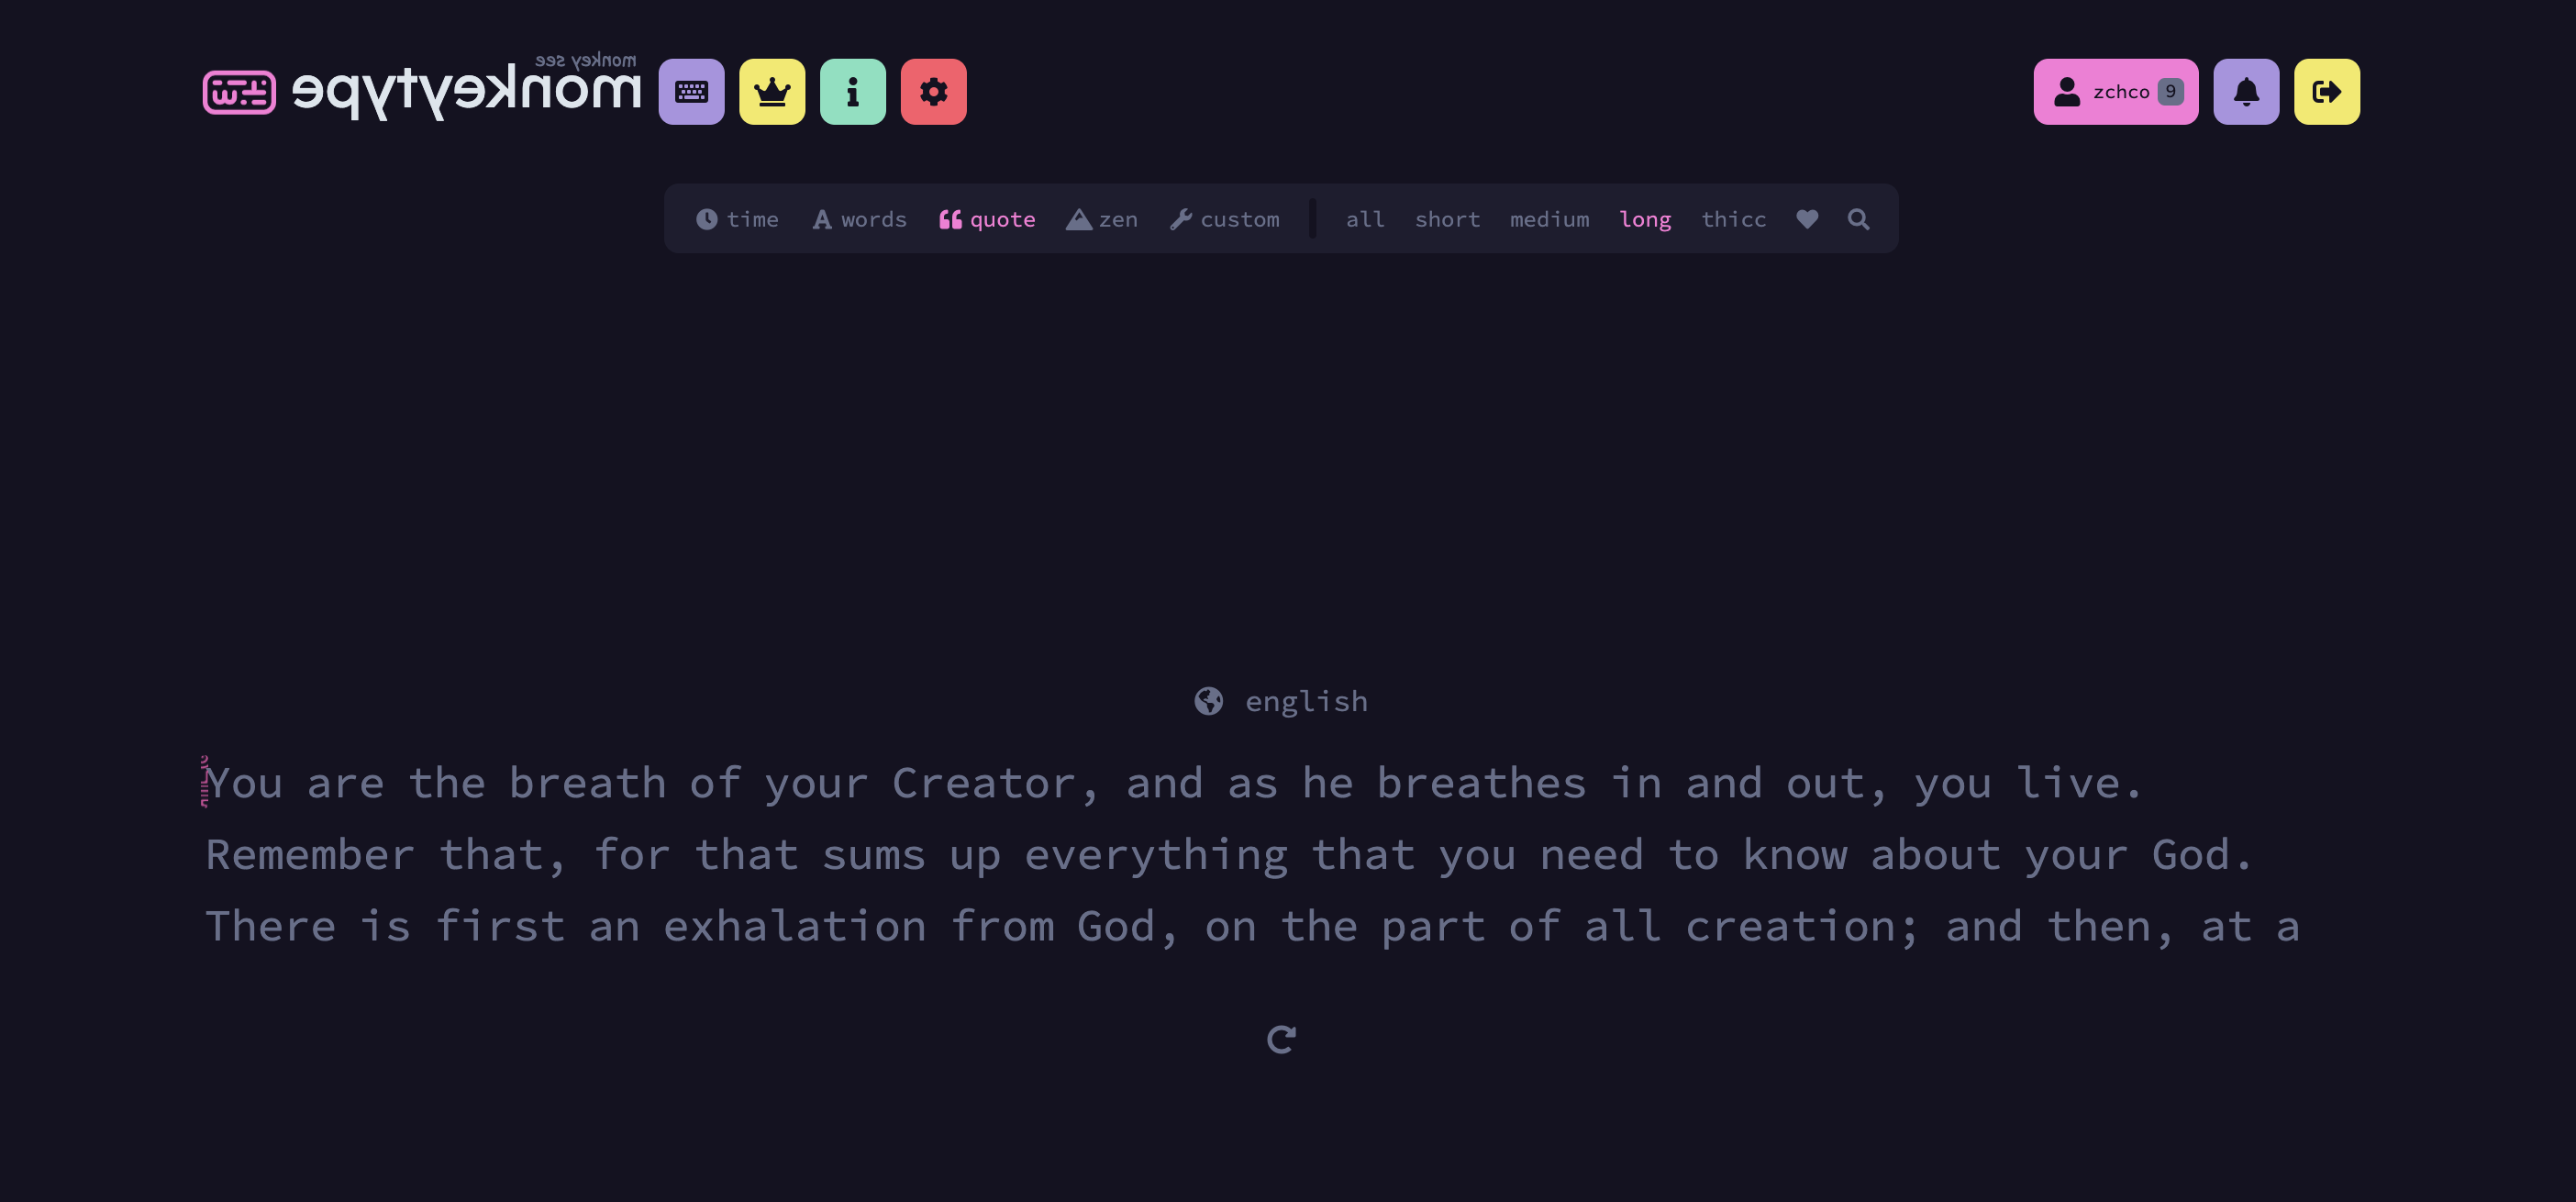 monkey see
monkeytype
zchco 9
time words quote zen custom all short medium long thicc
english
You are the breath of your Creator, and as he breathes in and out, you live.
Remember that, for that sums up everything that you need to know about your God.
There is first an exhalation from God, on the part of all creation; and then, at a